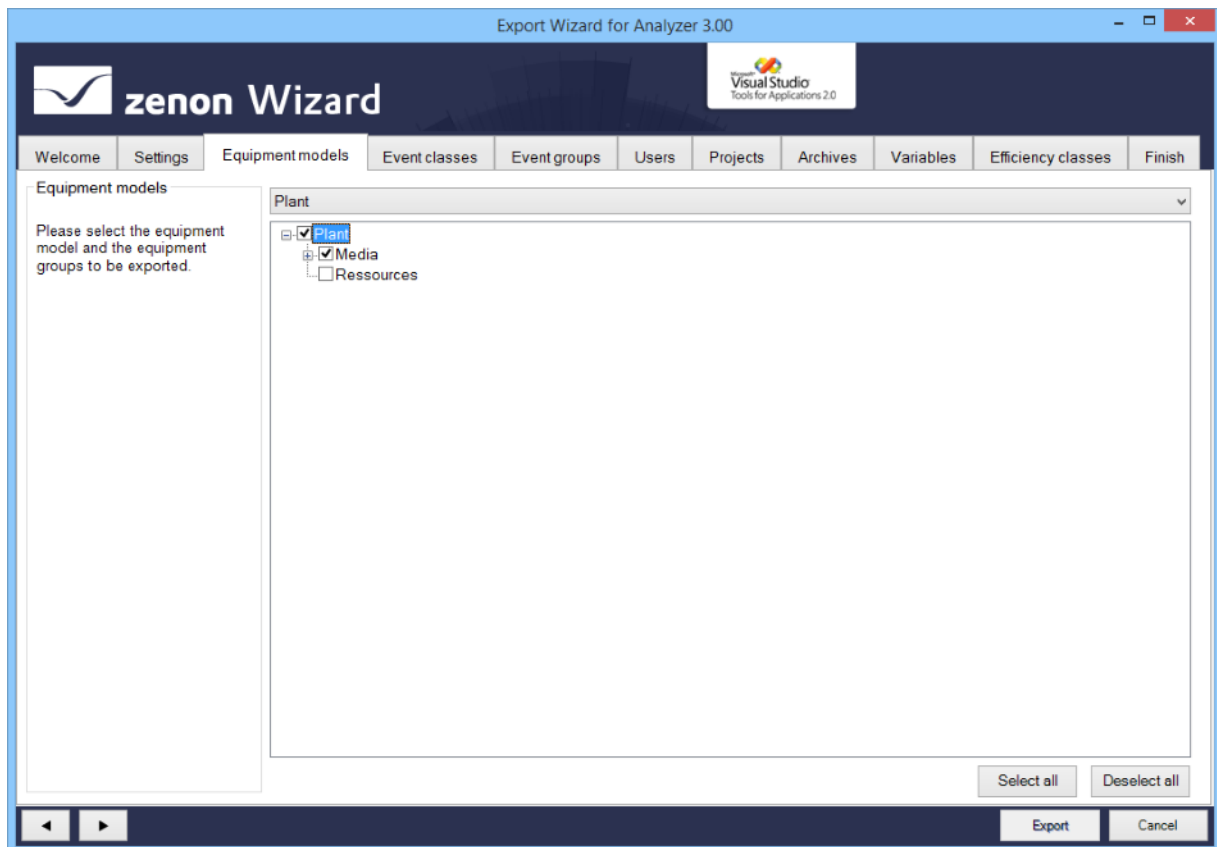 Export Wizard for Analyzer 3.00
zenon Wizard
Microsoft
Visual Studio
Tools for Applications 2.0
Welcome Settings Equipment models Event classes Event groups Users Projects Archives Variables Efficiency classes Finish
Equipment models
Please select the equipment
model and the equipment
groups to be exported.
Plant
Plant
Media
Ressources
Select all Deselect all
Export Cancel